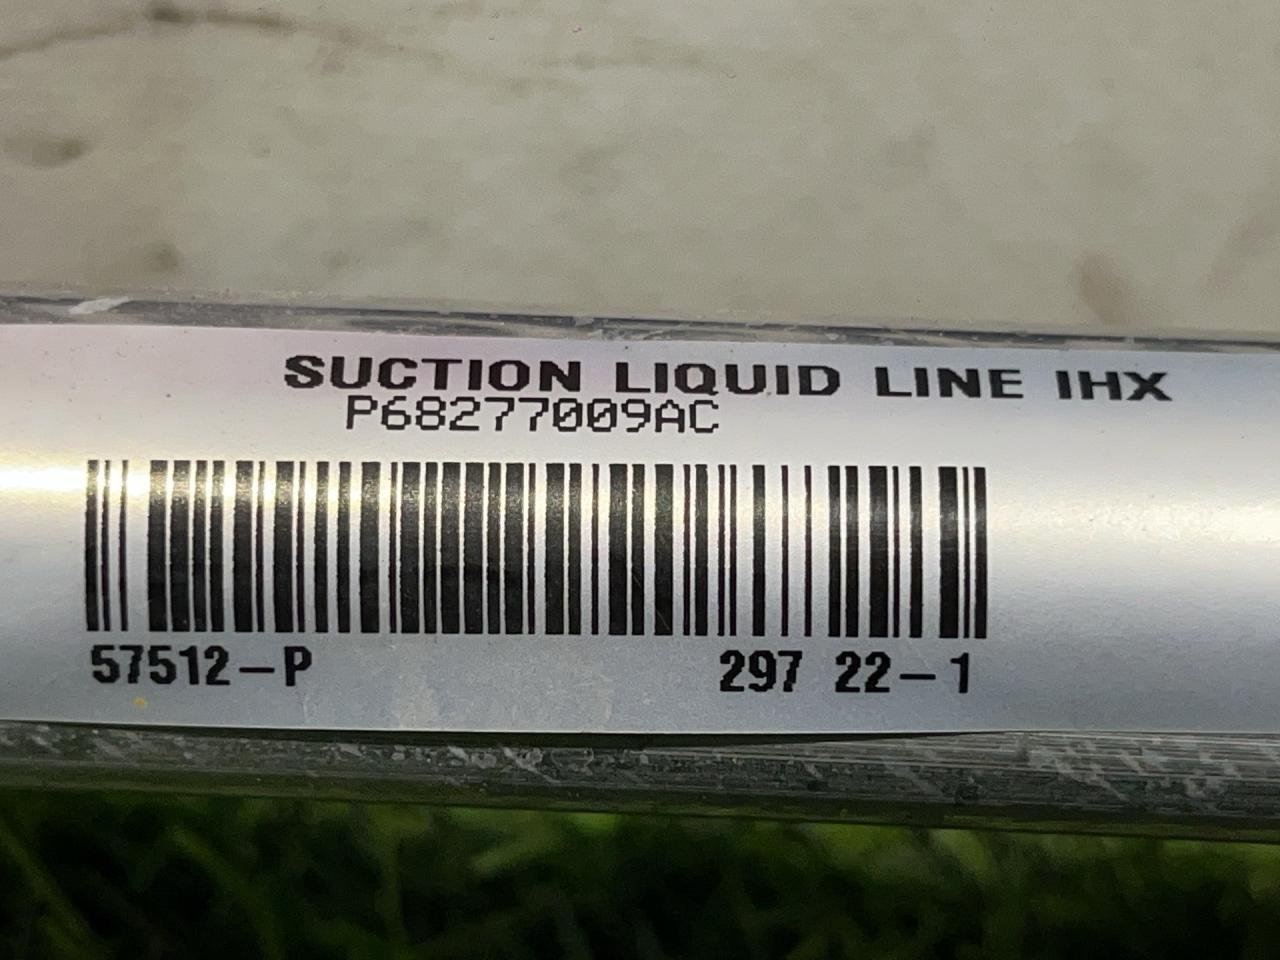 SUCTION LIQUID LINE IHX
P68277009AC
57512-P 297 22-1